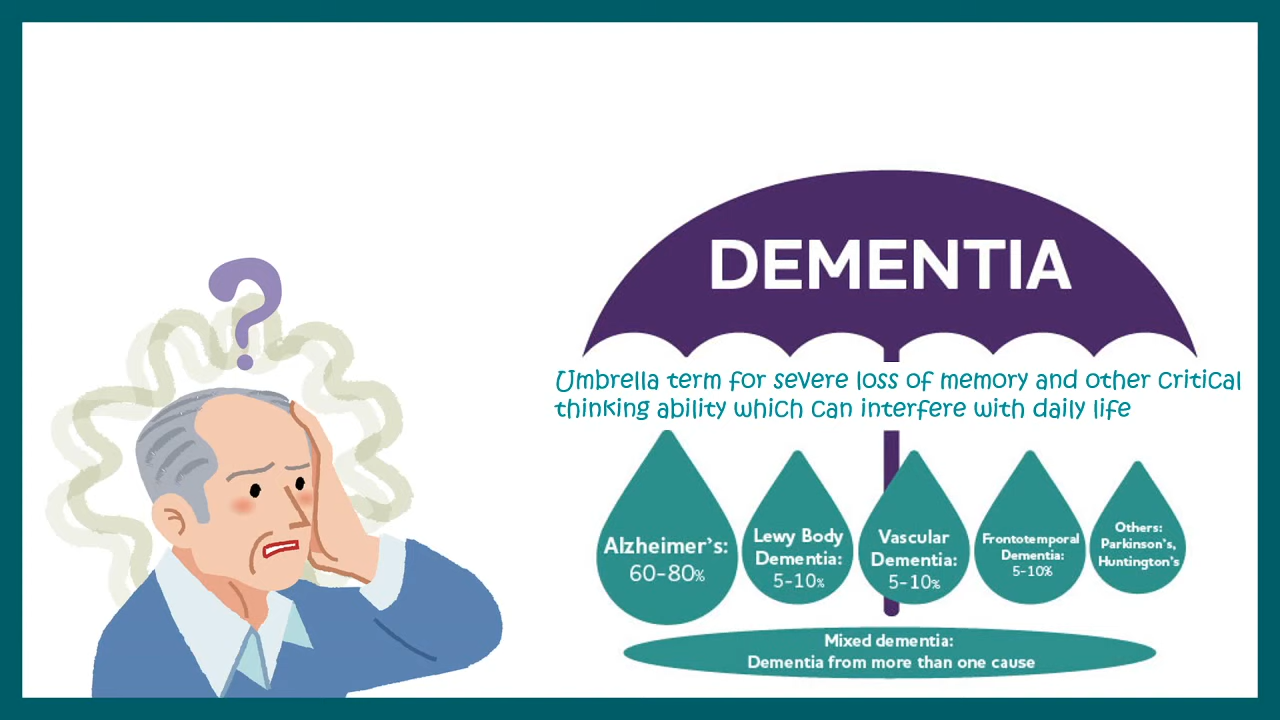 ?
DEMENTIA
Umbrella term for severe loss of memory and other critical
thinking ability which can interfere with daily life
Alzheimer's:
60-80%
Lewy Body
Dementia:
5-10%
Vascular
Dementia:
5-10%
Frontotemporal
Dementia:
5-10%
Others:
Parkinson's,
Huntington's
Mixed dementia:
Dementia from more than one cause